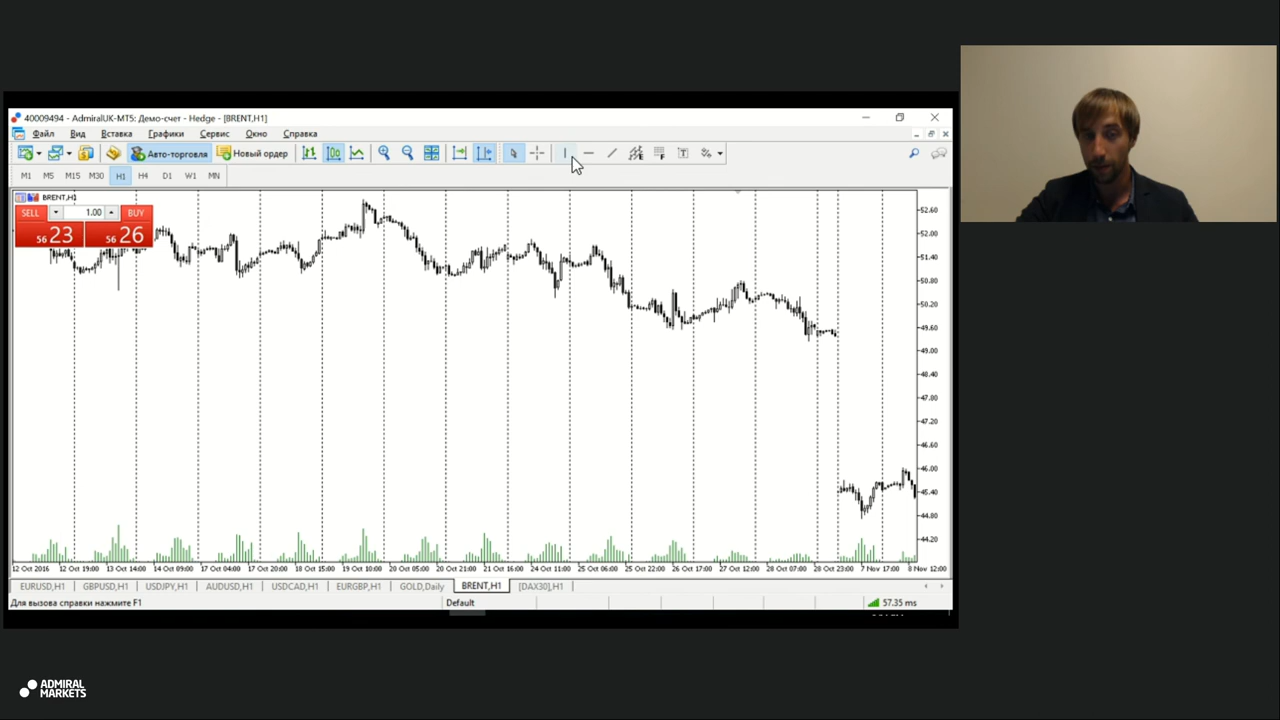 40009494 - AdmiralUK-MT5: Демо-счет - Hedge - [BRENT,H1]
Файл Вид Вставка Графики Сервис Окно Справка
Авто-торговля Новый ордер
M1 M5 M15 M30 H1 H4 D1 W1 MN
BRENT,H1
SELL 1.00 BUY
56 23 56 26
52.60
52.00
51.40
50.80
50.20
49.60
49.00
48.40
47.80
47.20
46.60
46.00
45.40
44.80
44.20
12 Oct 2016 12 Oct 19:00 13 Oct 14:00 14 Oct 09:00 17 Oct 04:00 17 Oct 20:00 18 Oct 15:00 19 Oct 10:00 20 Oct 05:00 20 Oct 20:00 21 Oct 16:00 24 Oct 11:00 25 Oct 06:00 25 Oct 22:00 26 Oct 17:00 27 Oct 12:00 28 Oct 07:00 28 Oct 23:00 7 Nov 17:00 8 Nov 12:00
EURUSD,H1 GBPUSD,H1 USDJPY,H1 AUDUSD,H1 USDCAD,H1 EURGBP,H1 GOLD,Daily BRENT,H1 [DAX30],H1
Для вызова справки нажмите F1 Default 57.35 ms
ADMIRAL
MARKETS